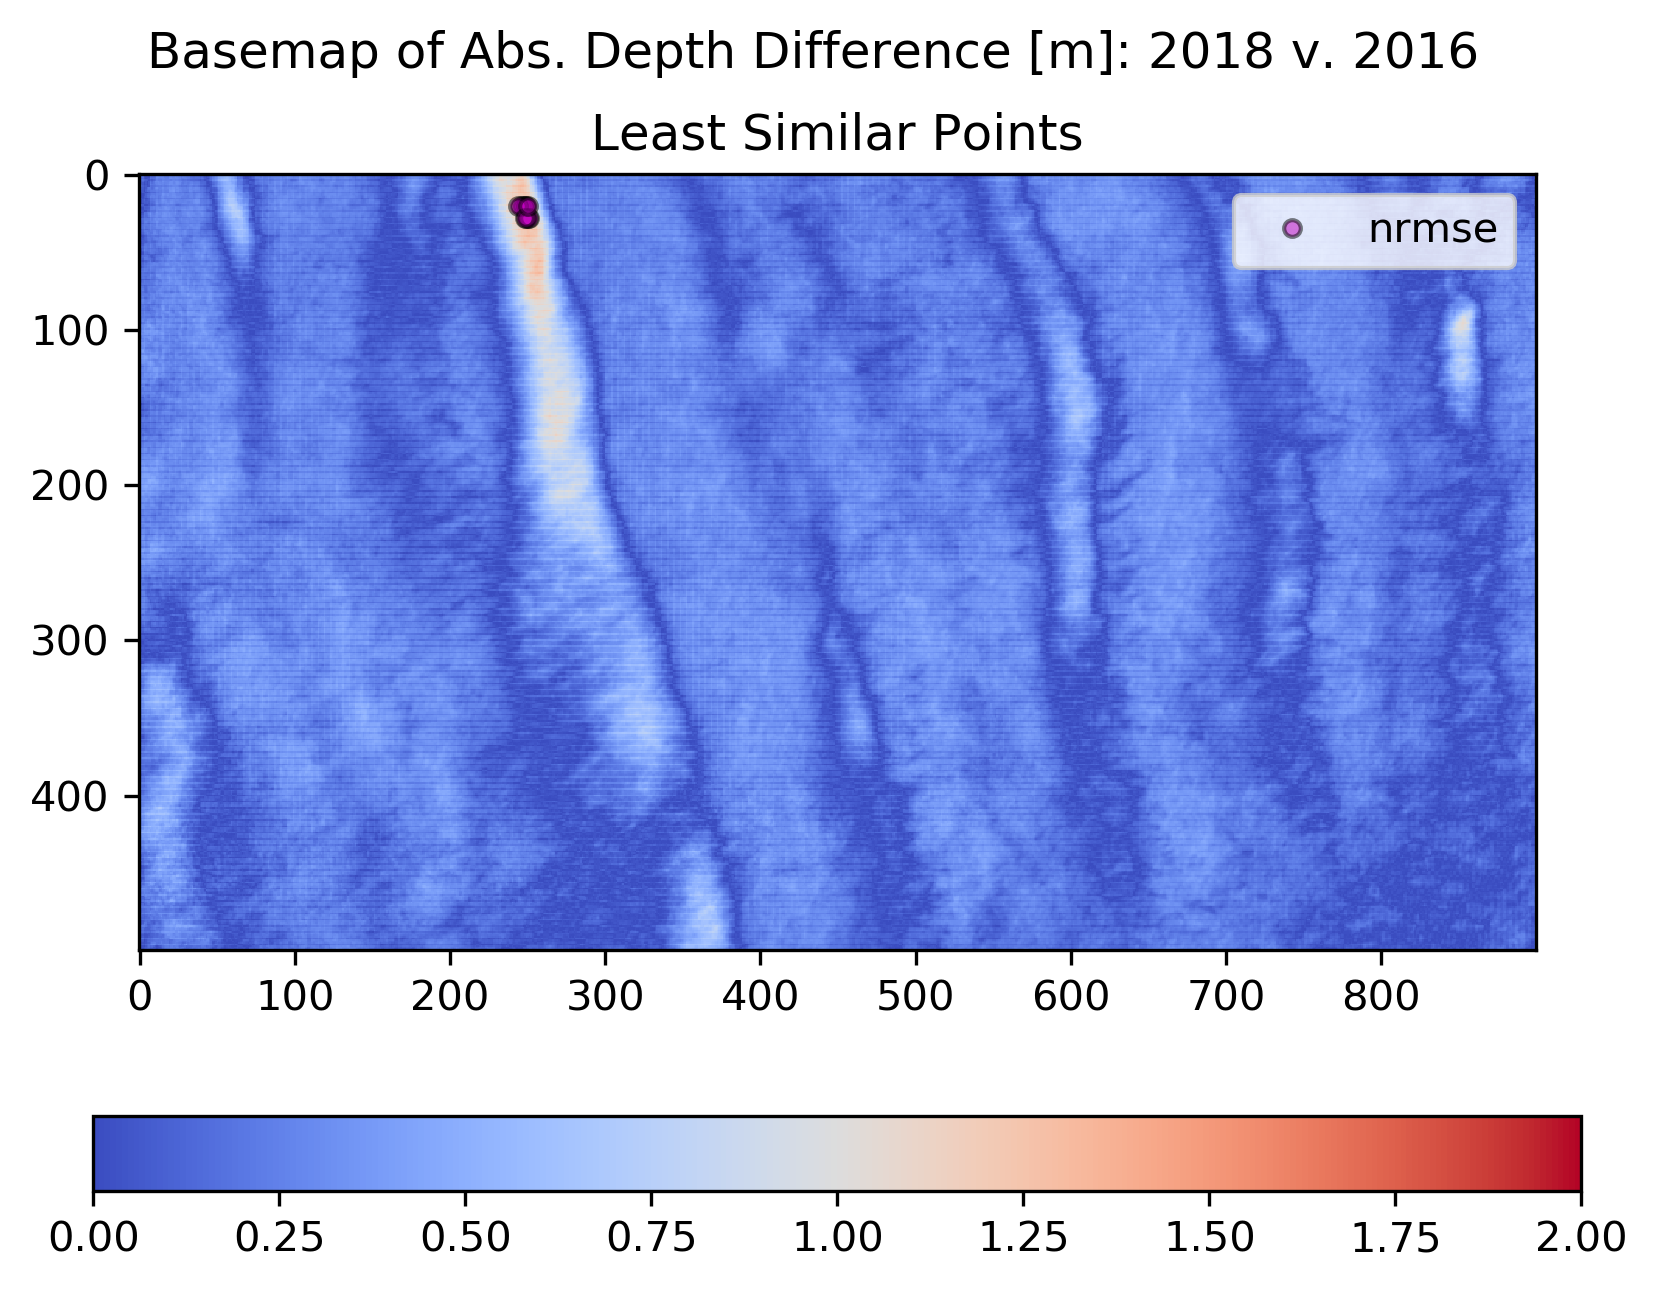 Basemap of Abs. Depth Difference [m]: 2018 v. 2016
Least Similar Points
nrmse
0
100
200
300
400
0 100 200 300 400 500 600 700 800
0.00 0.25 0.50 0.75 1.00 1.25 1.50 1.75 2.00